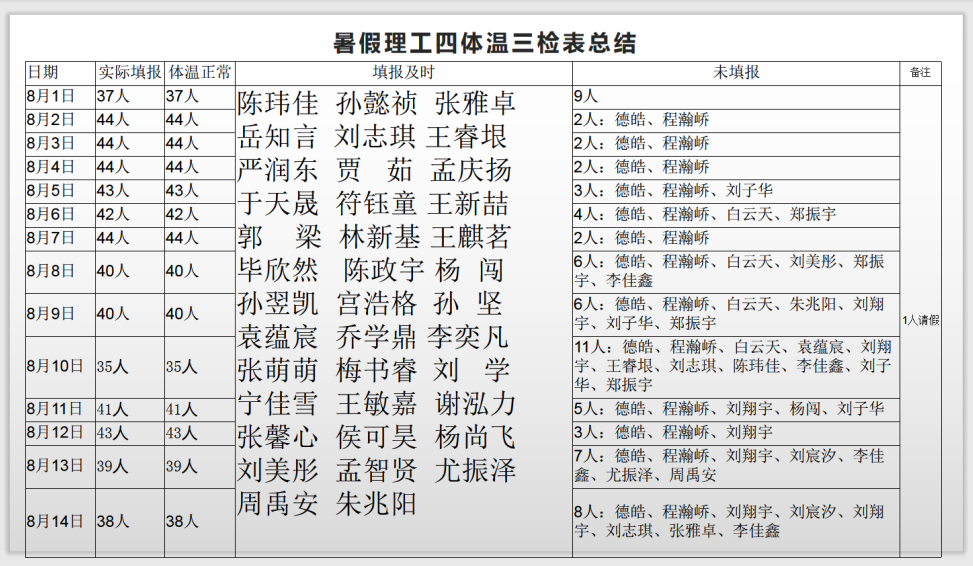 暑假理工四体温三检表总结
日期 实际填报 体温正常 填报及时 未填报 备注
8月1日 37人 37人 9人
8月2日 44人 44人 2人：德皓、程瀚峤
8月3日 44人 44人 2人：德皓、程瀚峤
8月4日 44人 44人 2人：德皓、程瀚峤
8月5日 43人 43人 3人：德皓、程瀚峤、刘子华
8月6日 42人 42人 4人：德皓、程瀚峤、白云天、郑振宇
8月7日 44人 44人 2人：德皓、程瀚峤
8月8日 40人 40人 6人：德皓、程瀚峤、白云天、刘美彤、郑振
宇、李佳鑫
8月9日 40人 40人 6人：德皓、程瀚峤、白云天、朱兆阳、刘翔
宇、刘子华、郑振宇
8月10日 35人 35人 11人：德皓、程瀚峤、白云天、袁蕴宸、刘翔
宇、王睿垠、刘志琪、陈玮佳、李佳鑫、刘子
华、郑振宇
8月11日 41人 41人 5人：德皓、程瀚峤、刘翔宇、杨闯、刘子华
8月12日 43人 43人 3人：德皓、程瀚峤、刘翔宇
8月13日 39人 39人 7人：德皓、程瀚峤、刘翔宇、刘宸汐、李佳
鑫、尤振泽、周禹安
8月14日 38人 38人 8人：德皓、程瀚峤、刘翔宇、刘宸汐、刘翔
宇、刘志琪、张雅卓、李佳鑫
陈玮佳 孙懿祯 张雅卓
岳知言 刘志琪 王睿垠
严润东 贾 茹 孟庆扬
于天晟 符钰童 王新喆
郭 梁 林新基 王麒茗
毕欣然 陈政宇 杨 闯
孙翌凯 宫浩格 孙 坚
袁蕴宸 乔学鼎 李奕凡
张萌萌 梅书睿 刘 学
宁佳雪 王敏嘉 谢泓力
张馨心 侯可昊 杨尚飞
刘美彤 孟智贤 尤振泽
周禹安 朱兆阳
1人请假